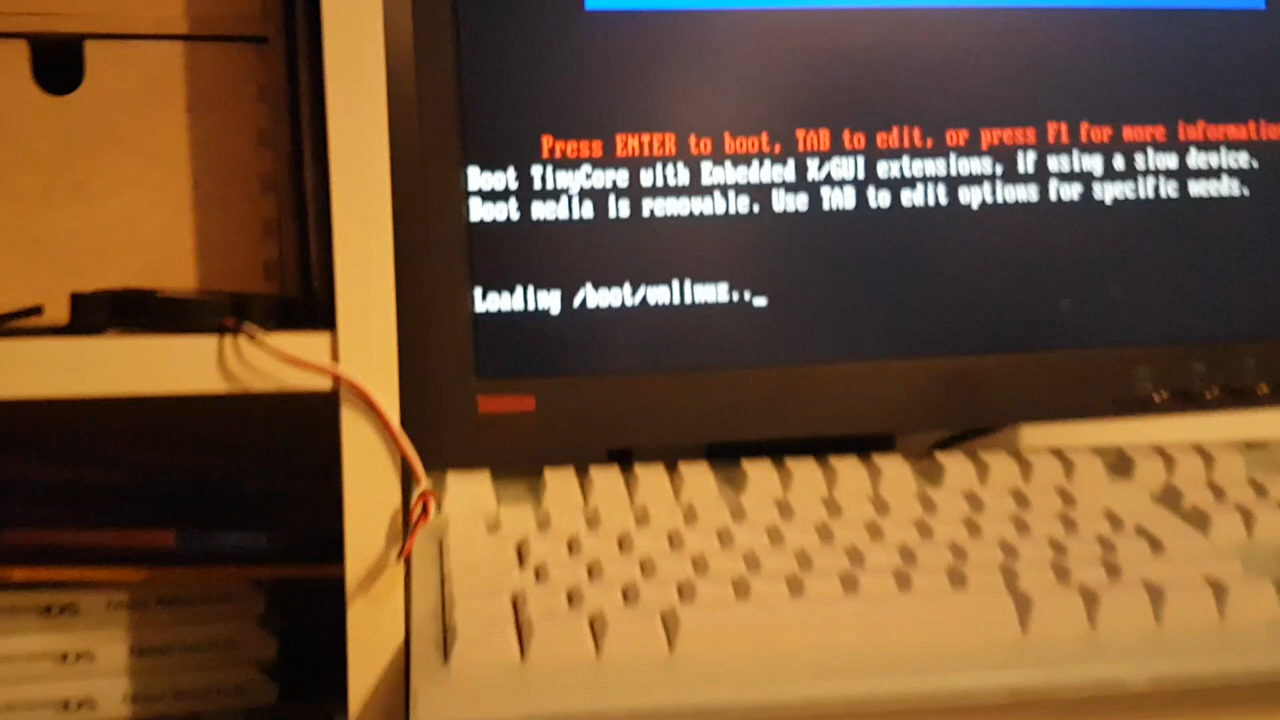 Press ENTER to boot, TAB to edit, or press F1 for more informatio
Boot TinyCore with Embedded X/GUI extensions, if using a slow device.
Boot media is removable. Use TAB to edit options for specific needs.
Loading /boot/vmlinuz..